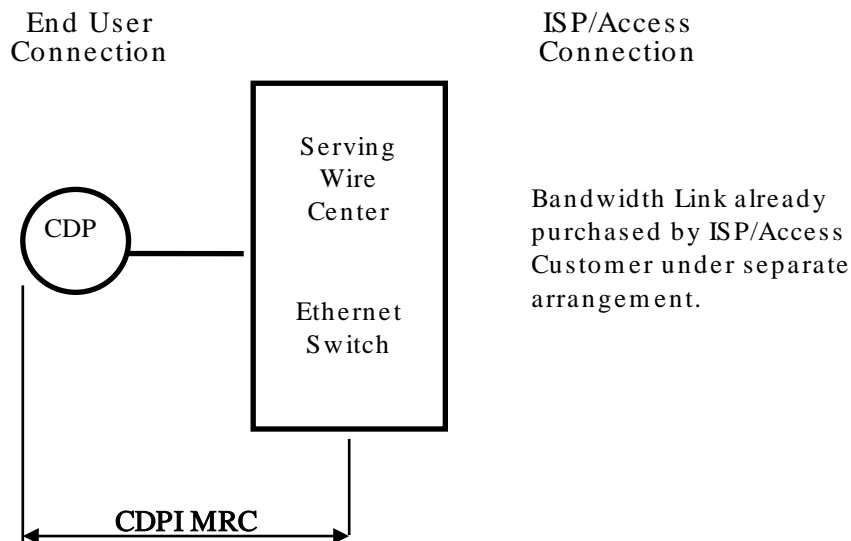 End User
Connection
ISP/Access
Connection
Serving
Wire
Center
CDP
Bandwidth Link already
purchased by ISP/Access
Customer under separate
arrangement.
Ethernet
Switch
CDPI MRC